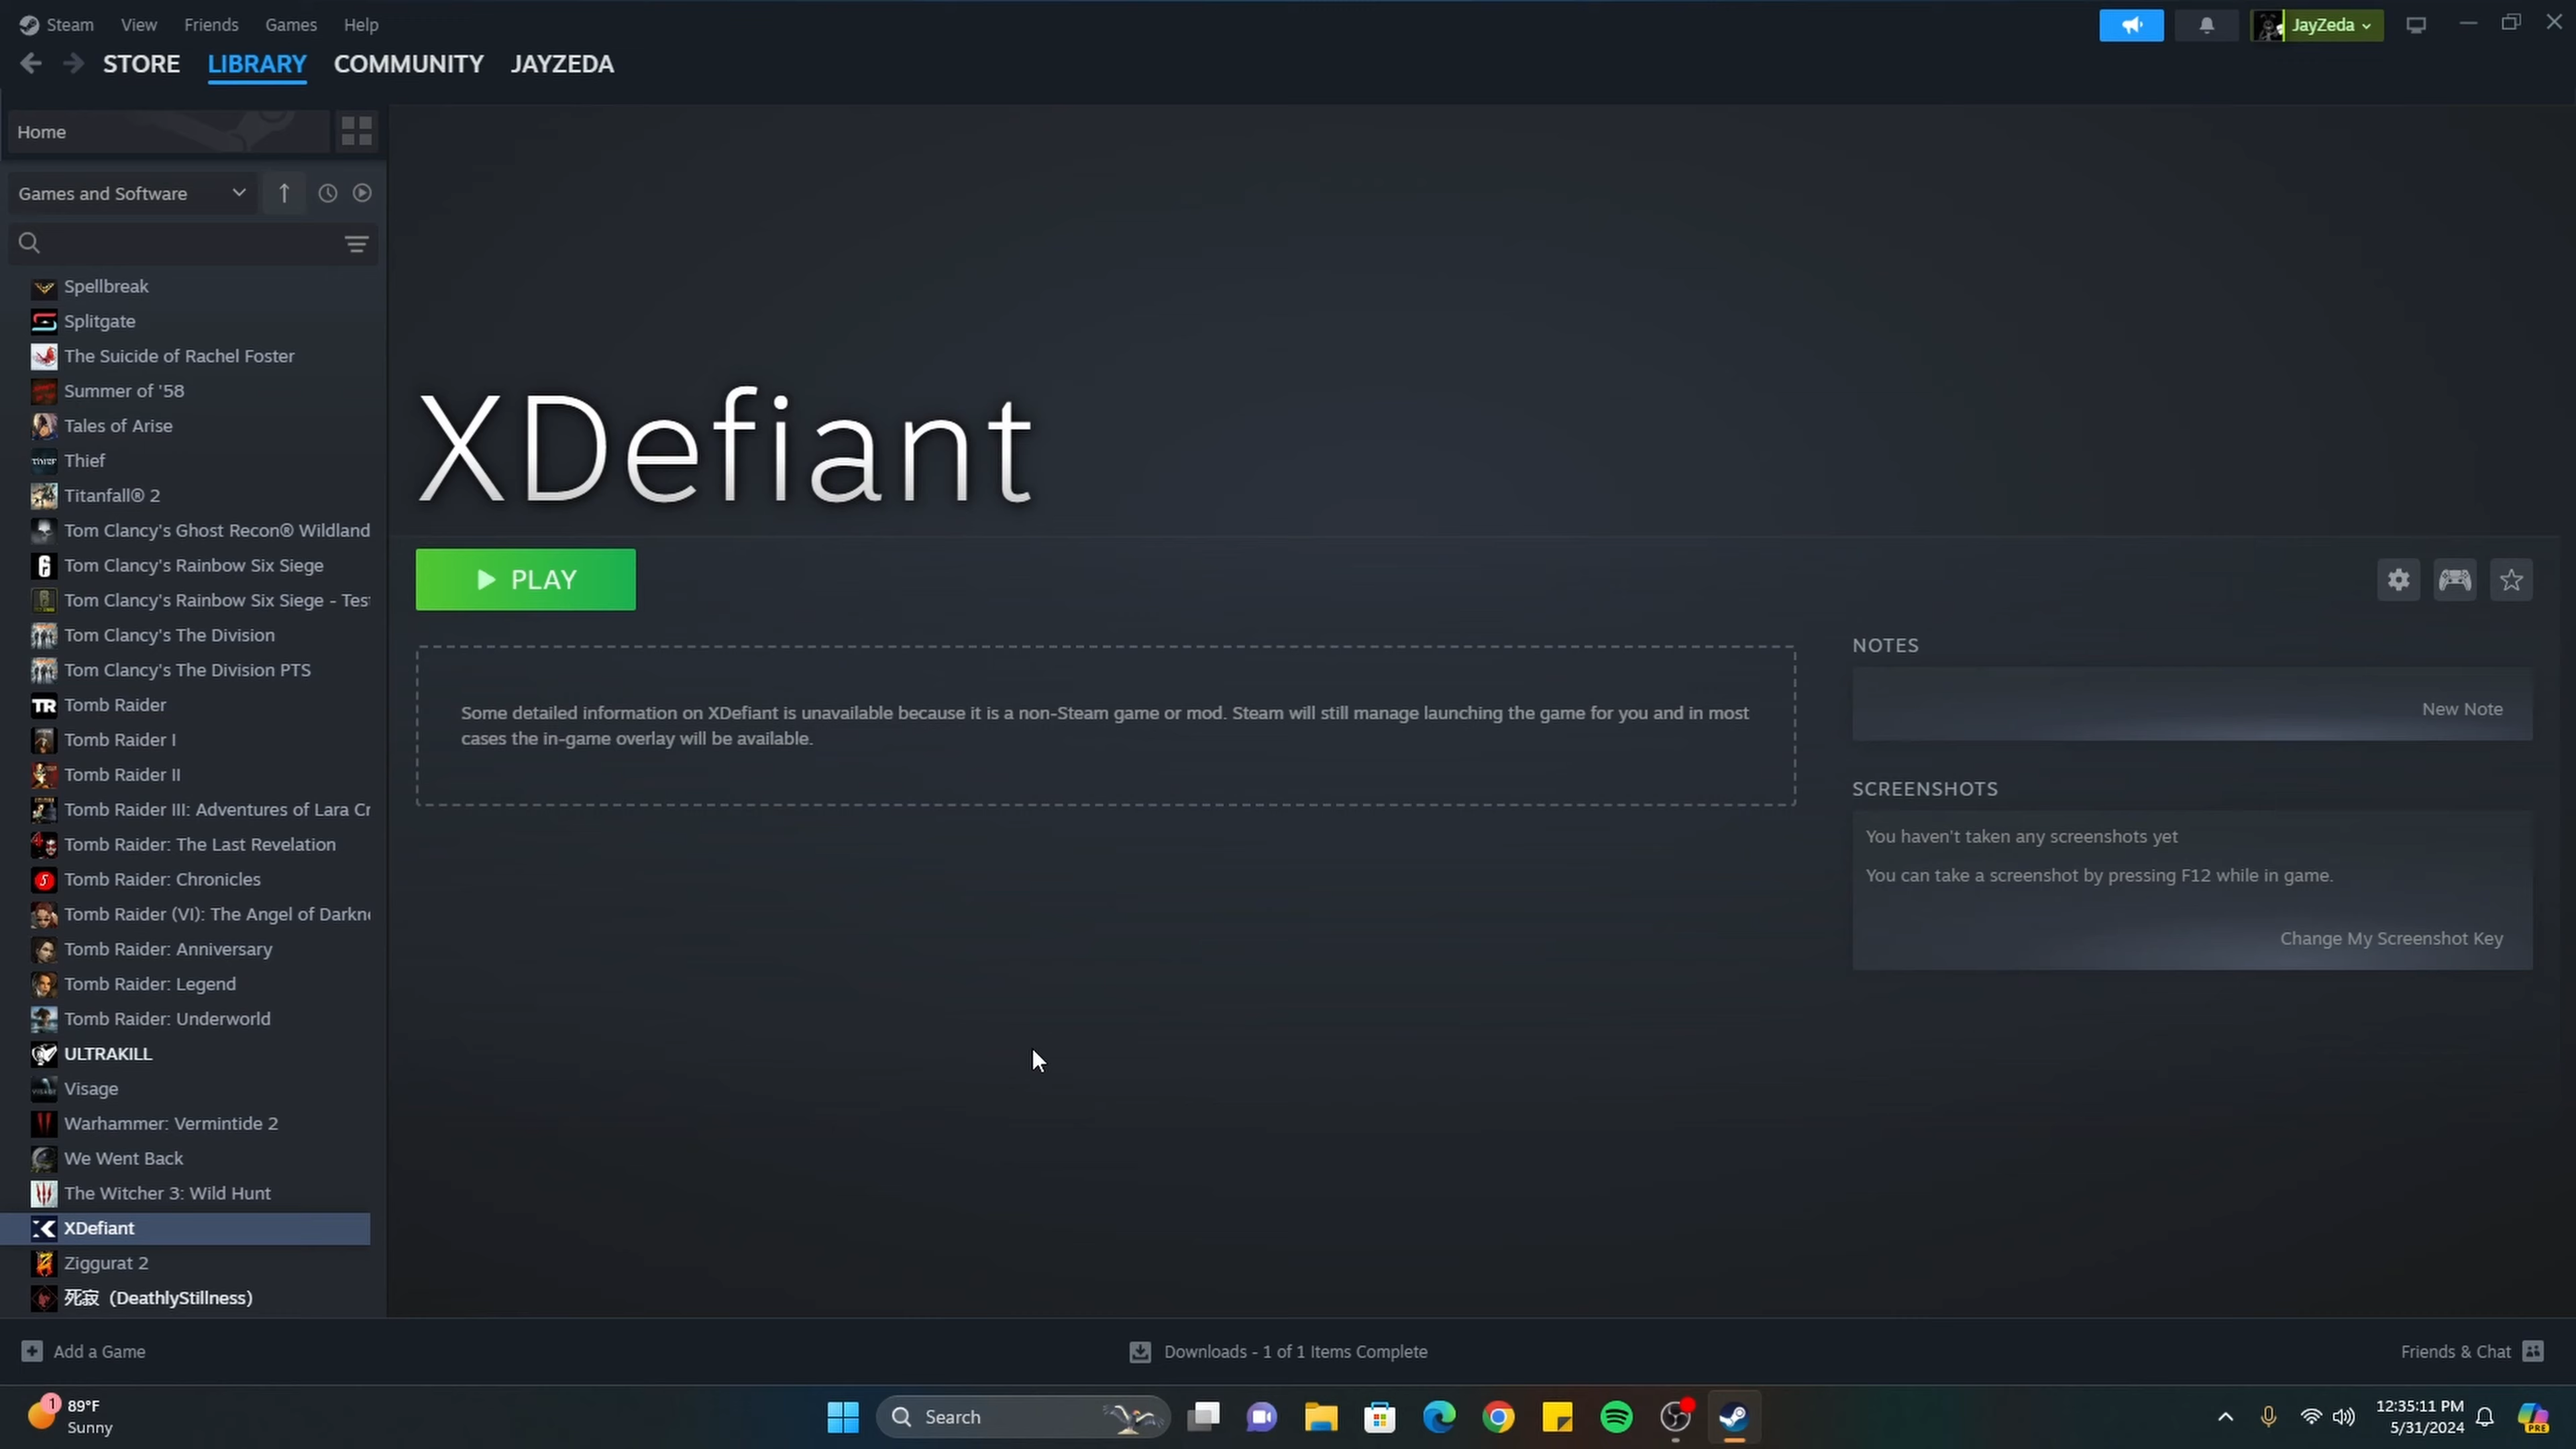 Steam View Friends Games Help
JayZeda
STORE LIBRARY COMMUNITY JAYZEDA
Home
Games and Software
Spellbreak
Splitgate
The Suicide of Rachel Foster
Summer of '58
Tales of Arise
Thief
Titanfall® 2
Tom Clancy's Ghost Recon® Wildland
Tom Clancy's Rainbow Six Siege
Tom Clancy's Rainbow Six Siege - Test
Tom Clancy's The Division
Tom Clancy's The Division PTS
Tomb Raider
Tomb Raider I
Tomb Raider II
Tomb Raider III: Adventures of Lara Cr
Tomb Raider: The Last Revelation
Tomb Raider: Chronicles
Tomb Raider (VI): The Angel of Darkne
Tomb Raider: Anniversary
Tomb Raider: Legend
Tomb Raider: Underworld
ULTRAKILL
Visage
Warhammer: Vermintide 2
We Went Back
The Witcher 3: Wild Hunt
XDefiant
Ziggurat 2
死寂（DeathlyStillness)
XDefiant
PLAY
Some detailed information on XDefiant is unavailable because it is a non-Steam game or mod. Steam will still manage launching the game for you and in most
cases the in-game overlay will be available.
NOTES
New Note
SCREENSHOTS
You haven't taken any screenshots yet
You can take a screenshot by pressing F12 while in game.
Change My Screenshot Key
Add a Game
Downloads - 1 of 1 Items Complete
Friends & Chat
1
89°F
Sunny
Search
12:35:11 PM
5/31/2024
PRE